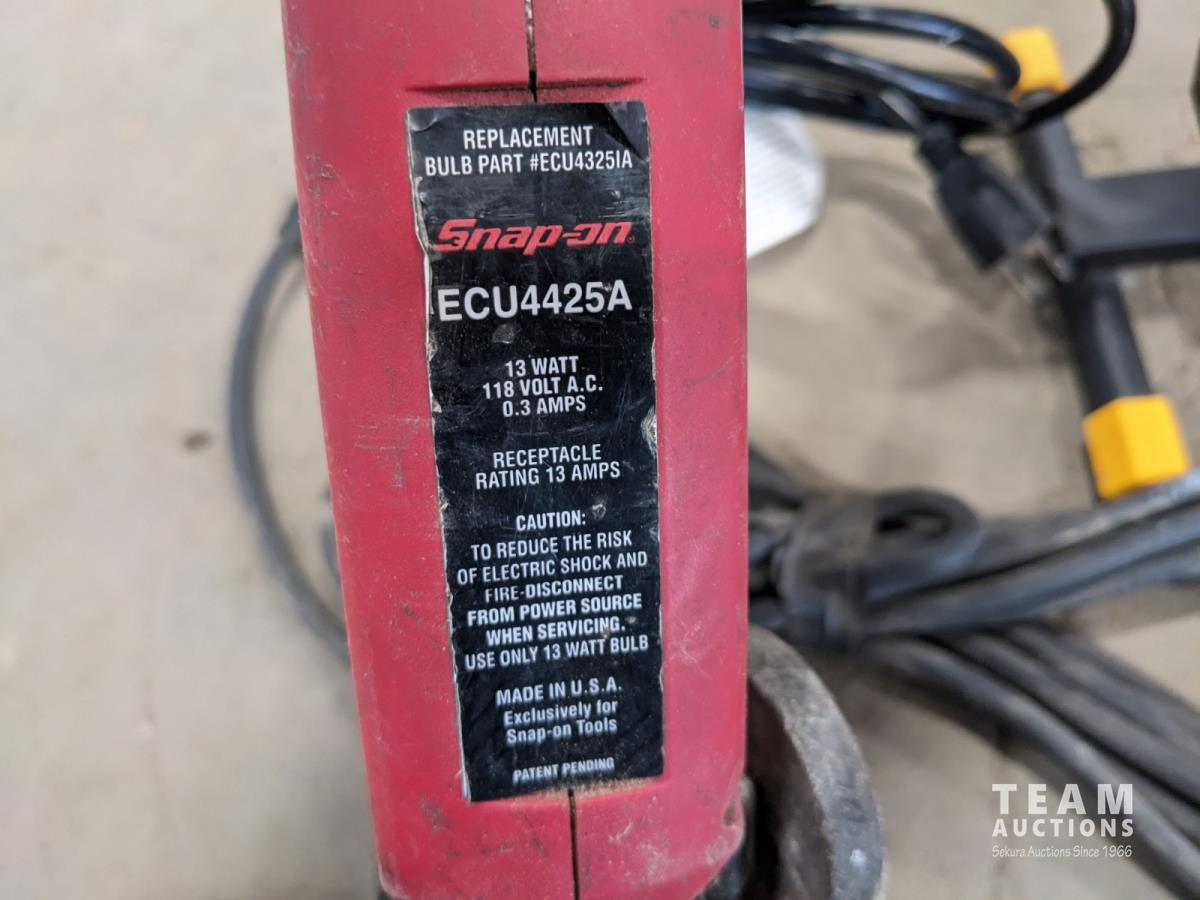 REPLACEMENT
BULB PART #ECU4325IA
Snap-on
ECU4425A
13 WATT
118 VOLT A.C.
0.3 AMPS
RECEPTACLE
RATING 13 AMPS
CAUTION:
TO REDUCE THE RISK
OF ELECTRIC SHOCK AND
FIRE-DISCONNECT
FROM POWER SOURCE
WHEN SERVICING.
USE ONLY 13 WATT BULB
MADE IN U.S.A.
Exclusively for
Snap-on Tools
PATENT PENDING
TEAM
AUCTIONS
Sekura Auctions Since 1966